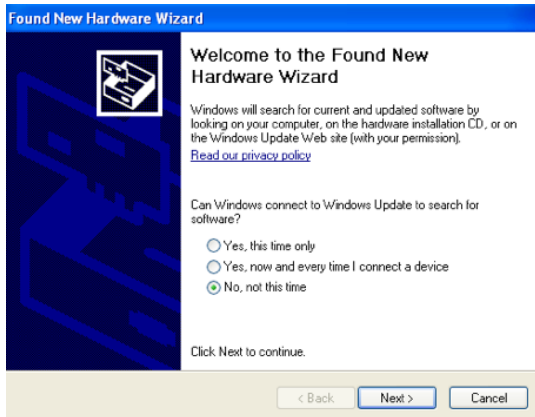 Found New Hardware Wizard
Welcome to the Found New
Hardware Wizard
Windows will search for current and updated software by
looking on your computer, on the hardware installation CD, or on
the Windows Update Web site (with your permission).
Read our privacy policy
Can Windows connect to Windows Update to search for
software?
Yes, this time only
Yes, now and every time I connect a device
No, not this time
Click Next to continue.
< Back Next > Cancel